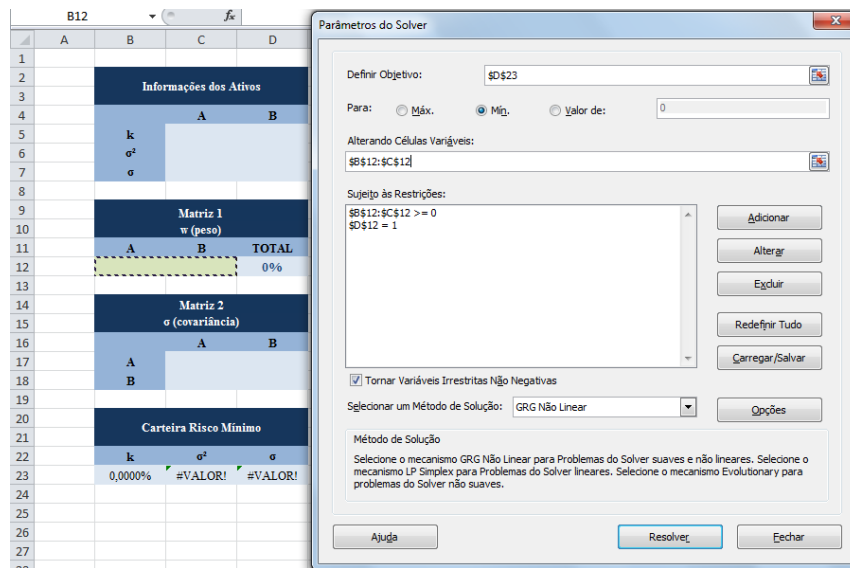 B12
fx
A B C D
1
2
Informações dos Ativos
3
4 A B
5 k
6 σ²
7 σ
8
9 Matriz 1
10 w (peso)
11 A B TOTAL
12 0%
13
14 Matriz 2
15 σ (covariância)
16 A B
17 A
18 B
19
20
Carteira Risco Mínimo
21
22 k σ² σ
23 0,0000% #VALOR! #VALOR!
24
25
26
27
28
Parâmetros do Solver
Definir Objetivo: $D$23
Para: Máx. Mín. Valor de: 0
Alterando Células Variáveis:
$B$12:$C$12
Sujeito às Restrições:
$B$12:$C$12 >= 0
$D$12 = 1
Adicionar
Alterar
Excluir
Redefinir Tudo
Carregar/Salvar
Tornar Variáveis Irrestritas Não Negativas
Selecionar um Método de Solução: GRG Não Linear
Opções
Método de Solução
Selecione o mecanismo GRG Não Linear para Problemas do Solver suaves e não lineares. Selecione o
mecanismo LP Simplex para Problemas do Solver lineares. Selecione o mecanismo Evolutionary para
problemas do Solver não suaves.
Ajuda Resolver Fechar